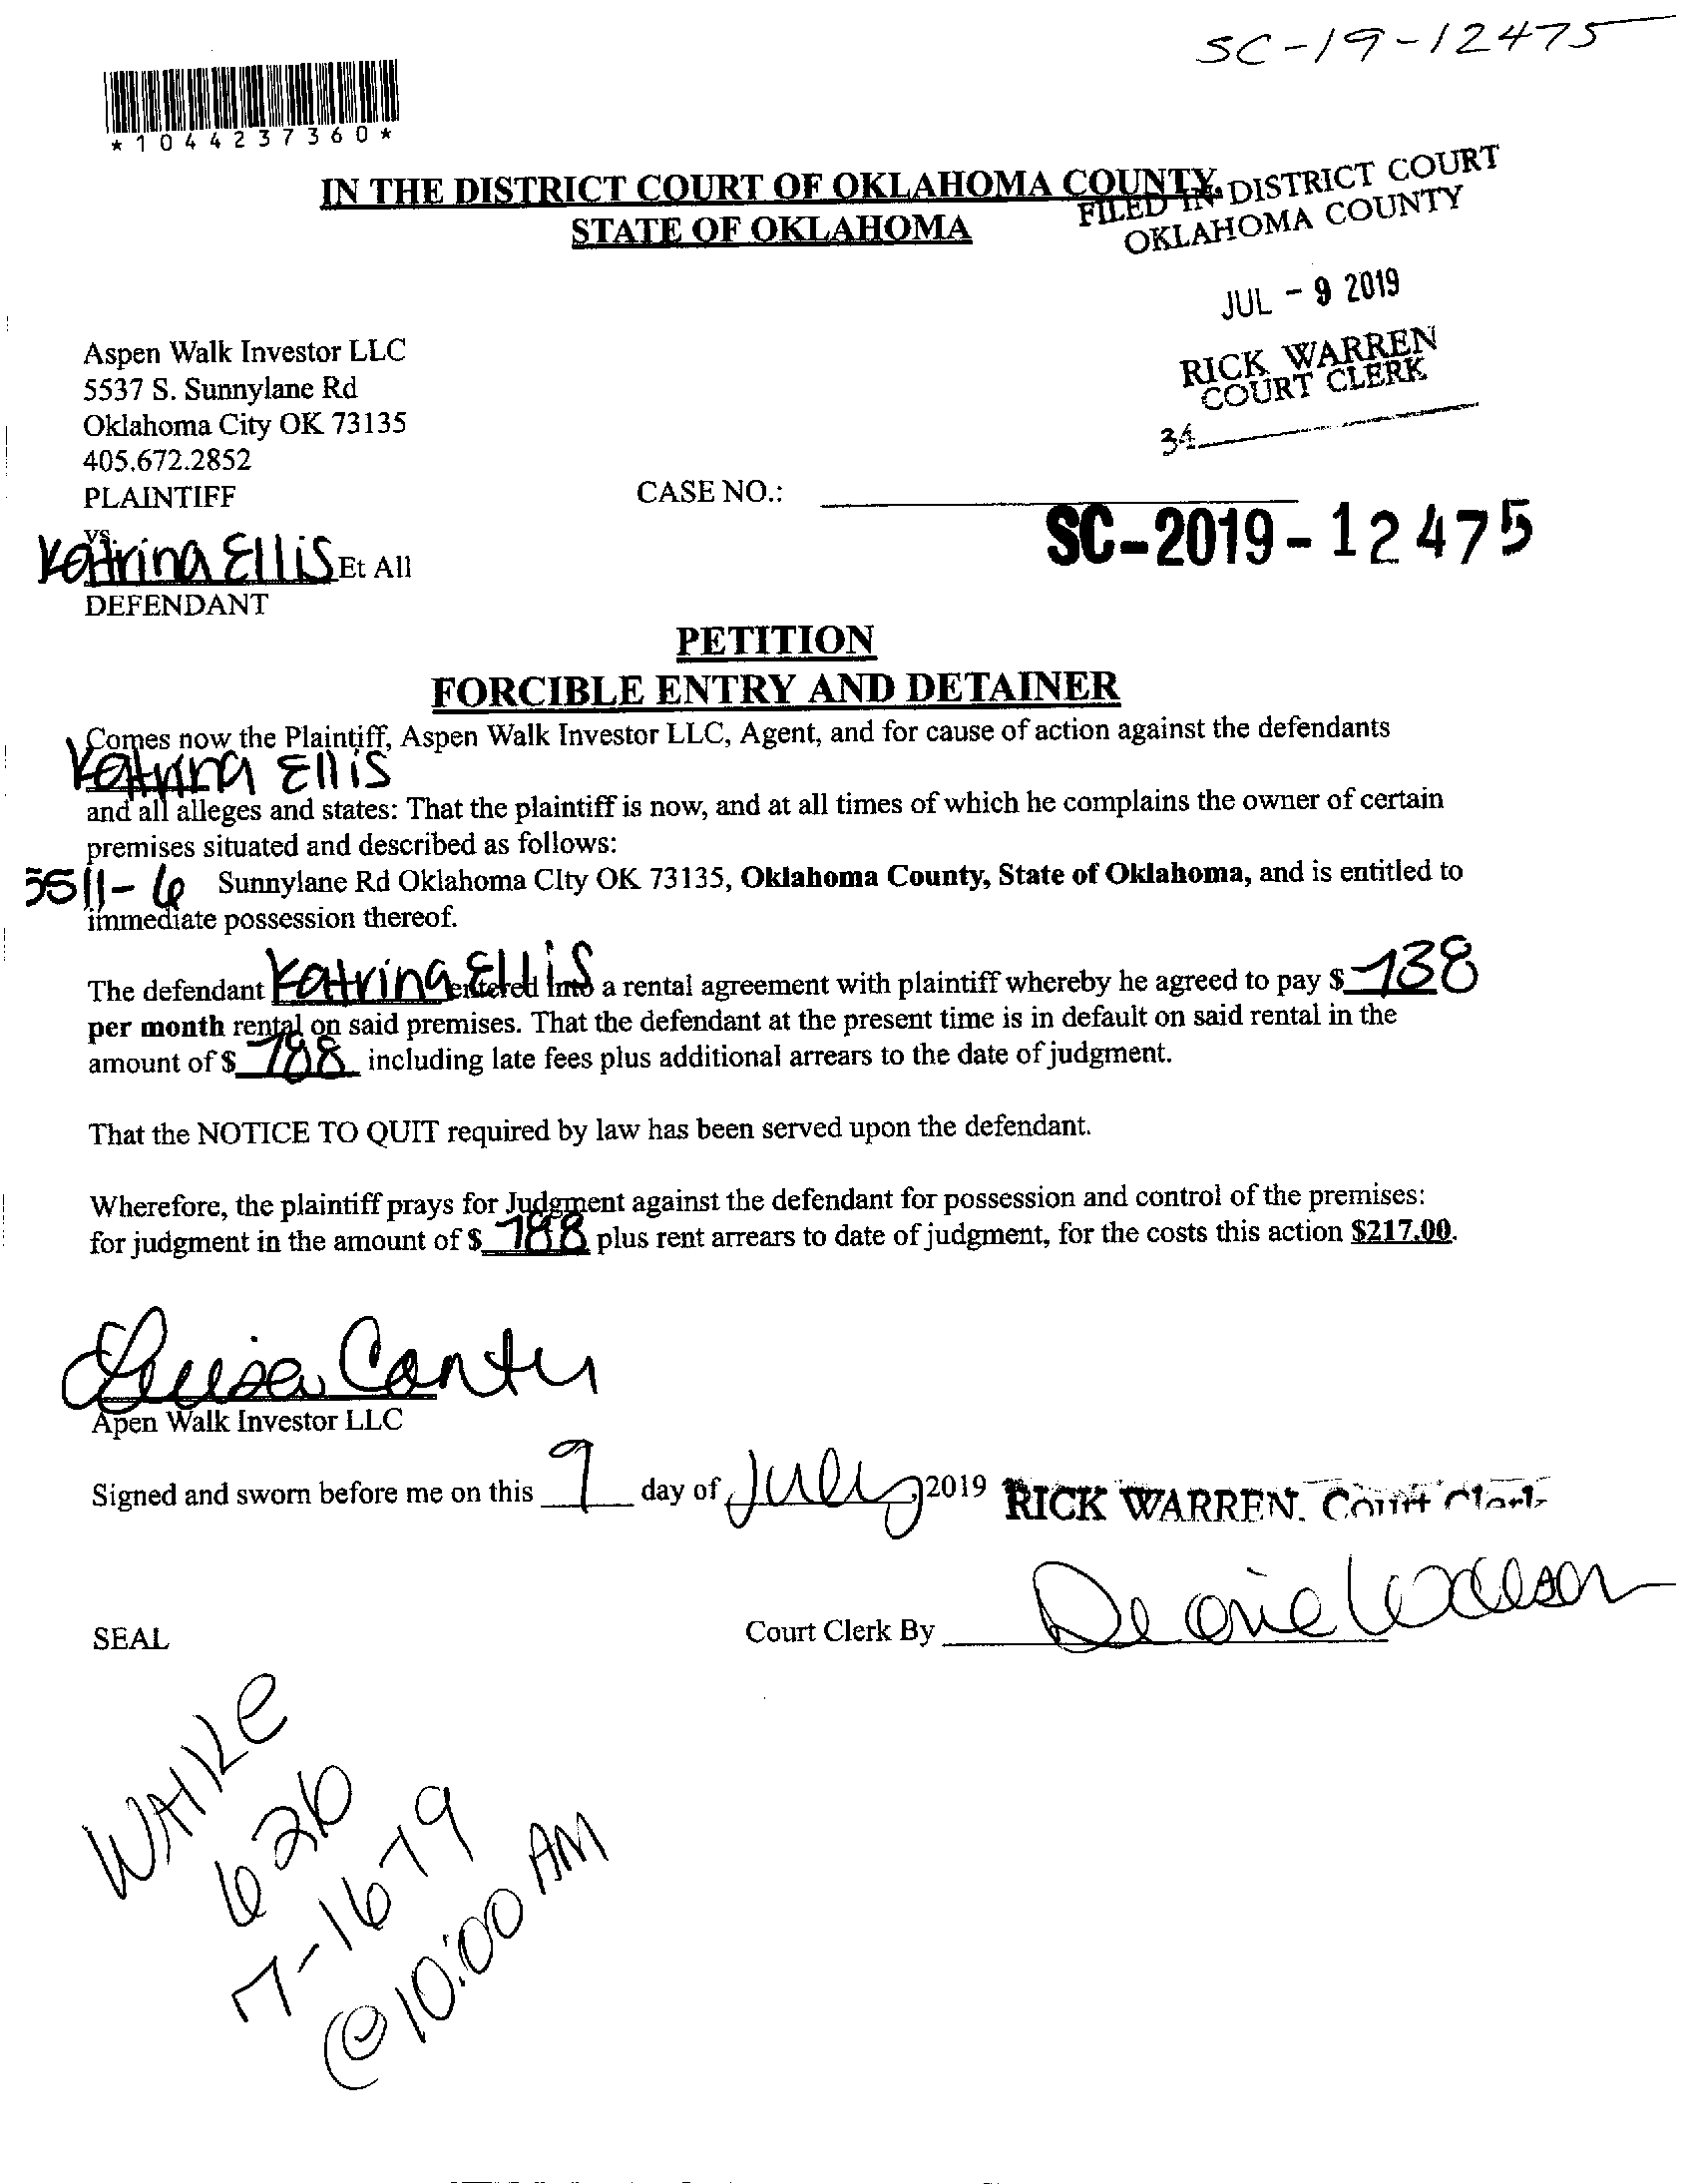 SC-19-12475
*1044237360*
IN THE DISTRICT COURT OF OKLAHOMA COUNTY,
STATE OF OKLAHOMA
FILED IN DISTRICT COURT
OKLAHOMA COUNTY
JUL - 9 2019
RICK WARREN
COURT CLERK
34
Aspen Walk Investor LLC
5537 S. Sunnylane Rd
Oklahoma City OK 73135
405.672.2852
PLAINTIFF
CASE NO.:
SC-2019-12475
vs.
Katrina Ellis Et All
DEFENDANT
PETITION
FORCIBLE ENTRY AND DETAINER
Comes now the Plaintiff, Aspen Walk Investor LLC, Agent, and for cause of action against the defendants
Katrina Ellis
and all alleges and states: That the plaintiff is now, and at all times of which he complains the owner of certain
premises situated and described as follows:
5511-6 Sunnylane Rd Oklahoma CIty OK 73135, Oklahoma County, State of Oklahoma, and is entitled to
immediate possession thereof.
The defendant Katrina Ellis entered into a rental agreement with plaintiff whereby he agreed to pay $ 738
per month rental on said premises. That the defendant at the present time is in default on said rental in the
amount of $ 788 including late fees plus additional arrears to the date of judgment.
That the NOTICE TO QUIT required by law has been served upon the defendant.
Wherefore, the plaintiff prays for Judgment against the defendant for possession and control of the premises:
for judgment in the amount of $ 788 plus rent arrears to date of judgment, for the costs this action $217.00.
Cantu
Apen Walk Investor LLC
Signed and sworn before me on this 9 day of July 2019 RICK WARREN, Court Clerk
SEAL
Court Clerk By
626
7-16-19
@ 10:00 AM